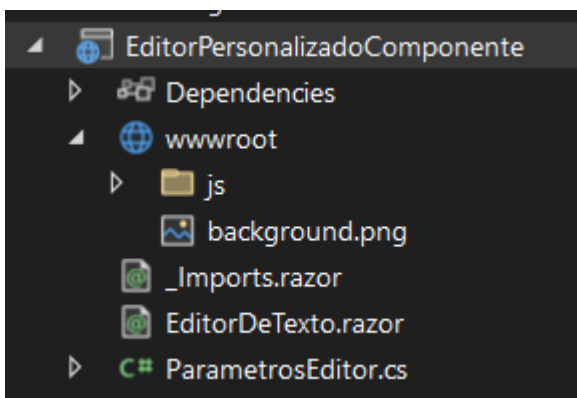 EditorPersonalizadoComponente
Dependencies
wwwroot
js
background.png
_Imports.razor
EditorDeTexto.razor
C# ParametrosEditor.cs